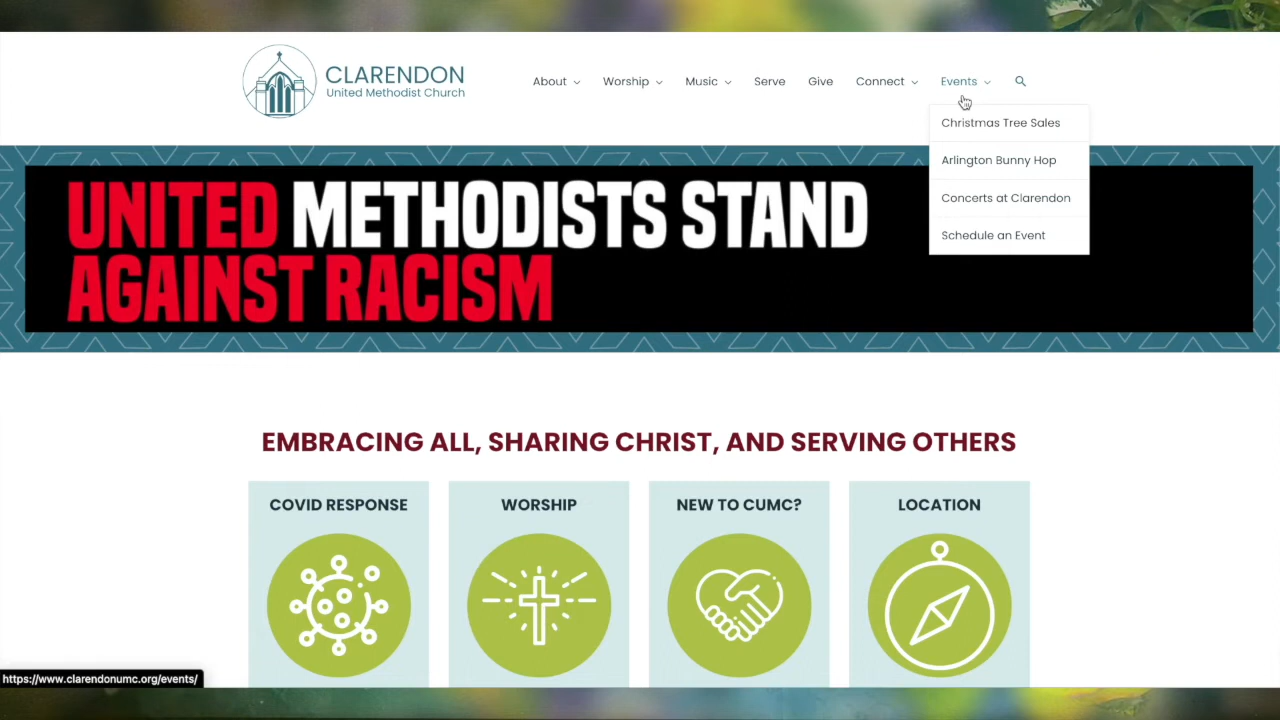 CLARENDON
United Methodist Church
About
Worship
Music
Serve
Give
Connect
Events
Christmas Tree Sales
Arlington Bunny Hop
Concerts at Clarendon
Schedule an Event
UNITED METHODISTS STAND
AGAINST RACISM
EMBRACING ALL, SHARING CHRIST, AND SERVING OTHERS
COVID RESPONSE
WORSHIP
NEW TO CUMC?
LOCATION
https://www.clarendonumc.org/events/